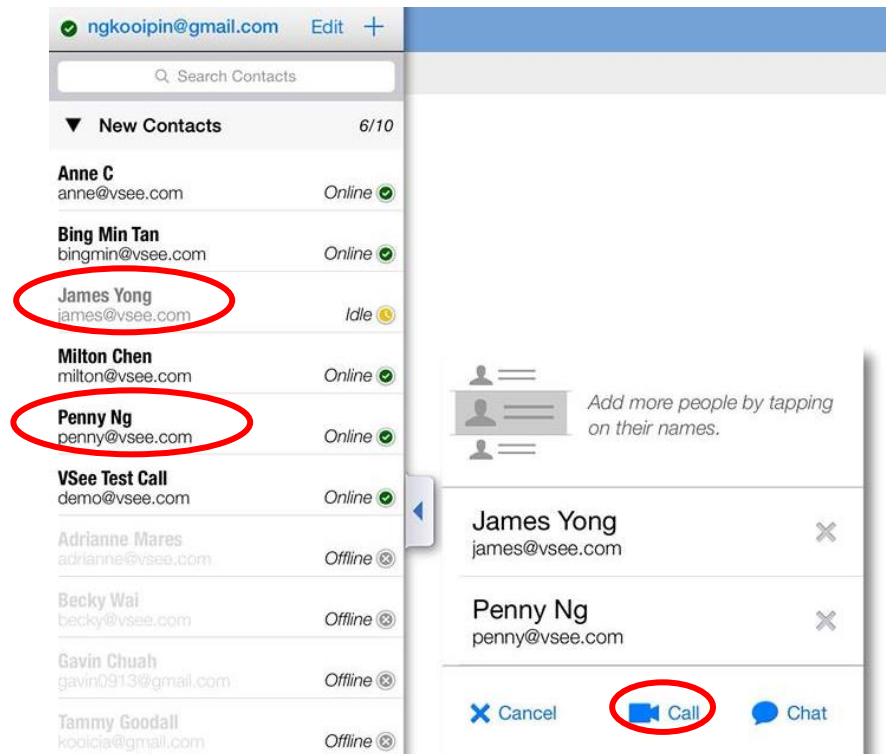 ngkooipin@gmail.com Edit +
Search Contacts
▼ New Contacts 6/10
Anne C
anne@vsee.com Online
Bing Min Tan
bingmin@vsee.com Online
James Yong
james@vsee.com Idle
Milton Chen
milton@vsee.com Online
Penny Ng
penny@vsee.com Online
VSee Test Call
demo@vsee.com Online
Adrianne Mares
adrianne@vsee.com Offline
Becky Wai
becky@vsee.com Offline
Gavin Chuah
gavin0913@gmail.com Offline
Tammy Goodall
kooicia@gmail.com Offline
Add more people by tapping
on their names.
James Yong
james@vsee.com
Penny Ng
penny@vsee.com
Cancel Call Chat